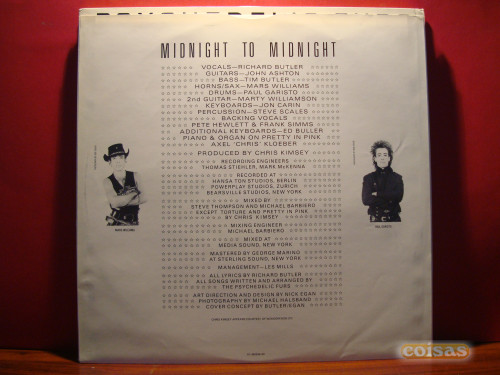 MIDNIGHT TO MIDNIGHT
VOCALS—RICHARD BUTLER
GUITARS—JOHN ASHTON
BASS—TIM BUTLER
HORNS/SAX—MARS WILLIAMS
DRUMS—PAUL GARISTO
2nd GUITAR—MARTY WILLIAMSON
KEYBOARDS—JON CARIN
PERCUSSION—STEVE SCALES
BACKING VOCALS
PETE HEWLETT & FRANK SIMMS
ADDITIONAL KEYBOARDS—ED BULLER
PIANO & ORGAN ON PRETTY IN PINK
AXEL 'CHRIS' KLOEBER
PRODUCED BY CHRIS KIMSEY
RECORDING ENGINEERS
THOMAS STIEHLER, MARK McKENNA
RECORDED AT
HANSA TON STUDIOS, BERLIN
POWERPLAY STUDIOS, ZURICH
BEARSVILLE STUDIOS, NEW YORK
MIXED BY
STEVE THOMPSON AND MICHAEL BARBIERO
EXCEPT TORTURE AND PRETTY IN PINK
BY CHRIS KIMSEY
MIXING ENGINEER
MICHAEL BARBIERO
MIXED AT
MEDIA SOUND, NEW YORK
MASTERED BY GEORGE MARINO
AT STERLING SOUND, NEW YORK
MANAGEMENT—LES MILLS
ALL LYRICS BY RICHARD BUTLER
ALL SONGS WRITTEN AND ARRANGED BY
THE PSYCHEDELIC FURS
ART DIRECTION AND DESIGN BY NICK EGAN
PHOTOGRAPHY BY MICHAEL HALSBAND
COVER CONCEPT BY BUTLER/EGAN
MARS WILLIAMS
PAUL GARISTO
coisas